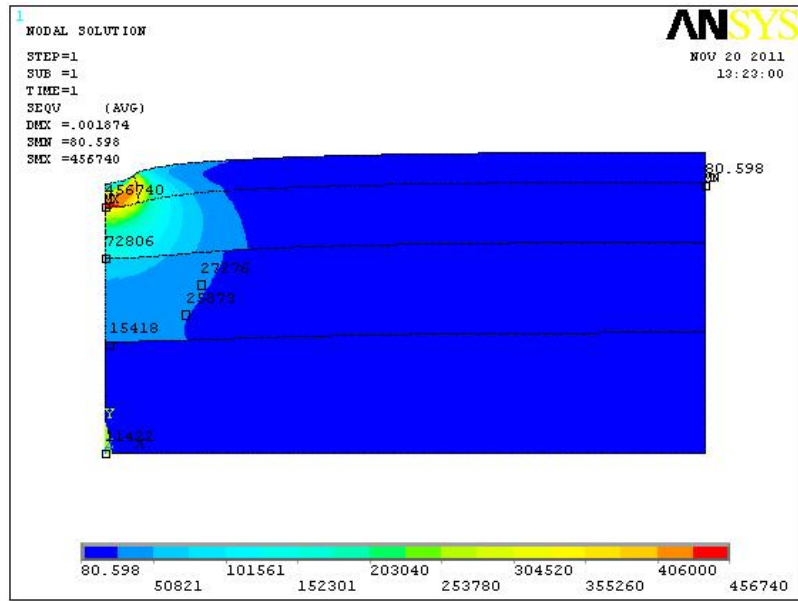 1
NODAL SOLUTION
ANSYS
STEP=1
NOV 20 2011
SUB =1
13:23:00
TIME=1
SEQV (AVG)
DMX =.001874
SMN =80.598
SMX =456740
80.598
MN
456740
MX
72806
27276
15418
Y
X
80.598 101561 203040 304520 406000
50821 152301 253780 355260 456740